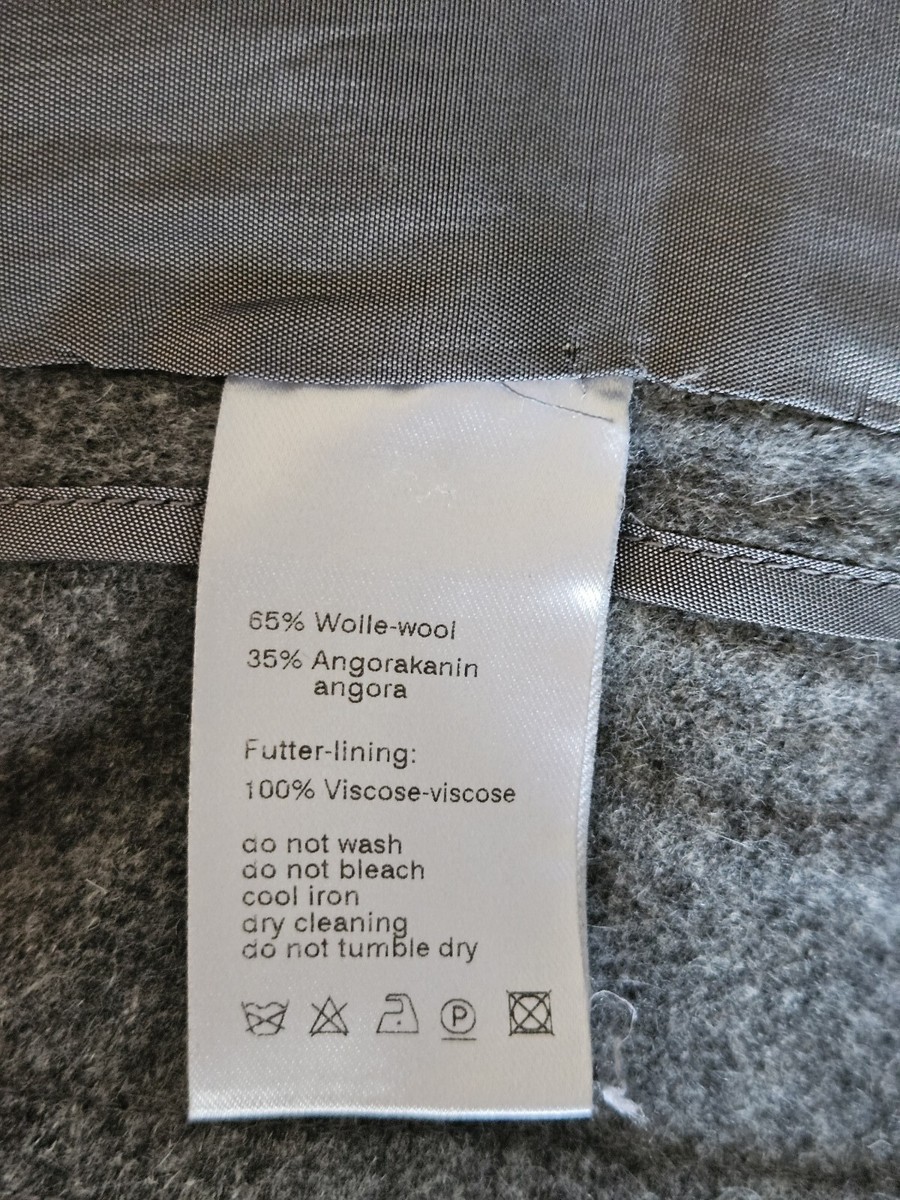 65% Wolle-wool
35% Angorakanin
angora
Futter-lining:
100% Viscose-viscose
do not wash
do not bleach
cool iron
dry cleaning
do not tumble dry
P